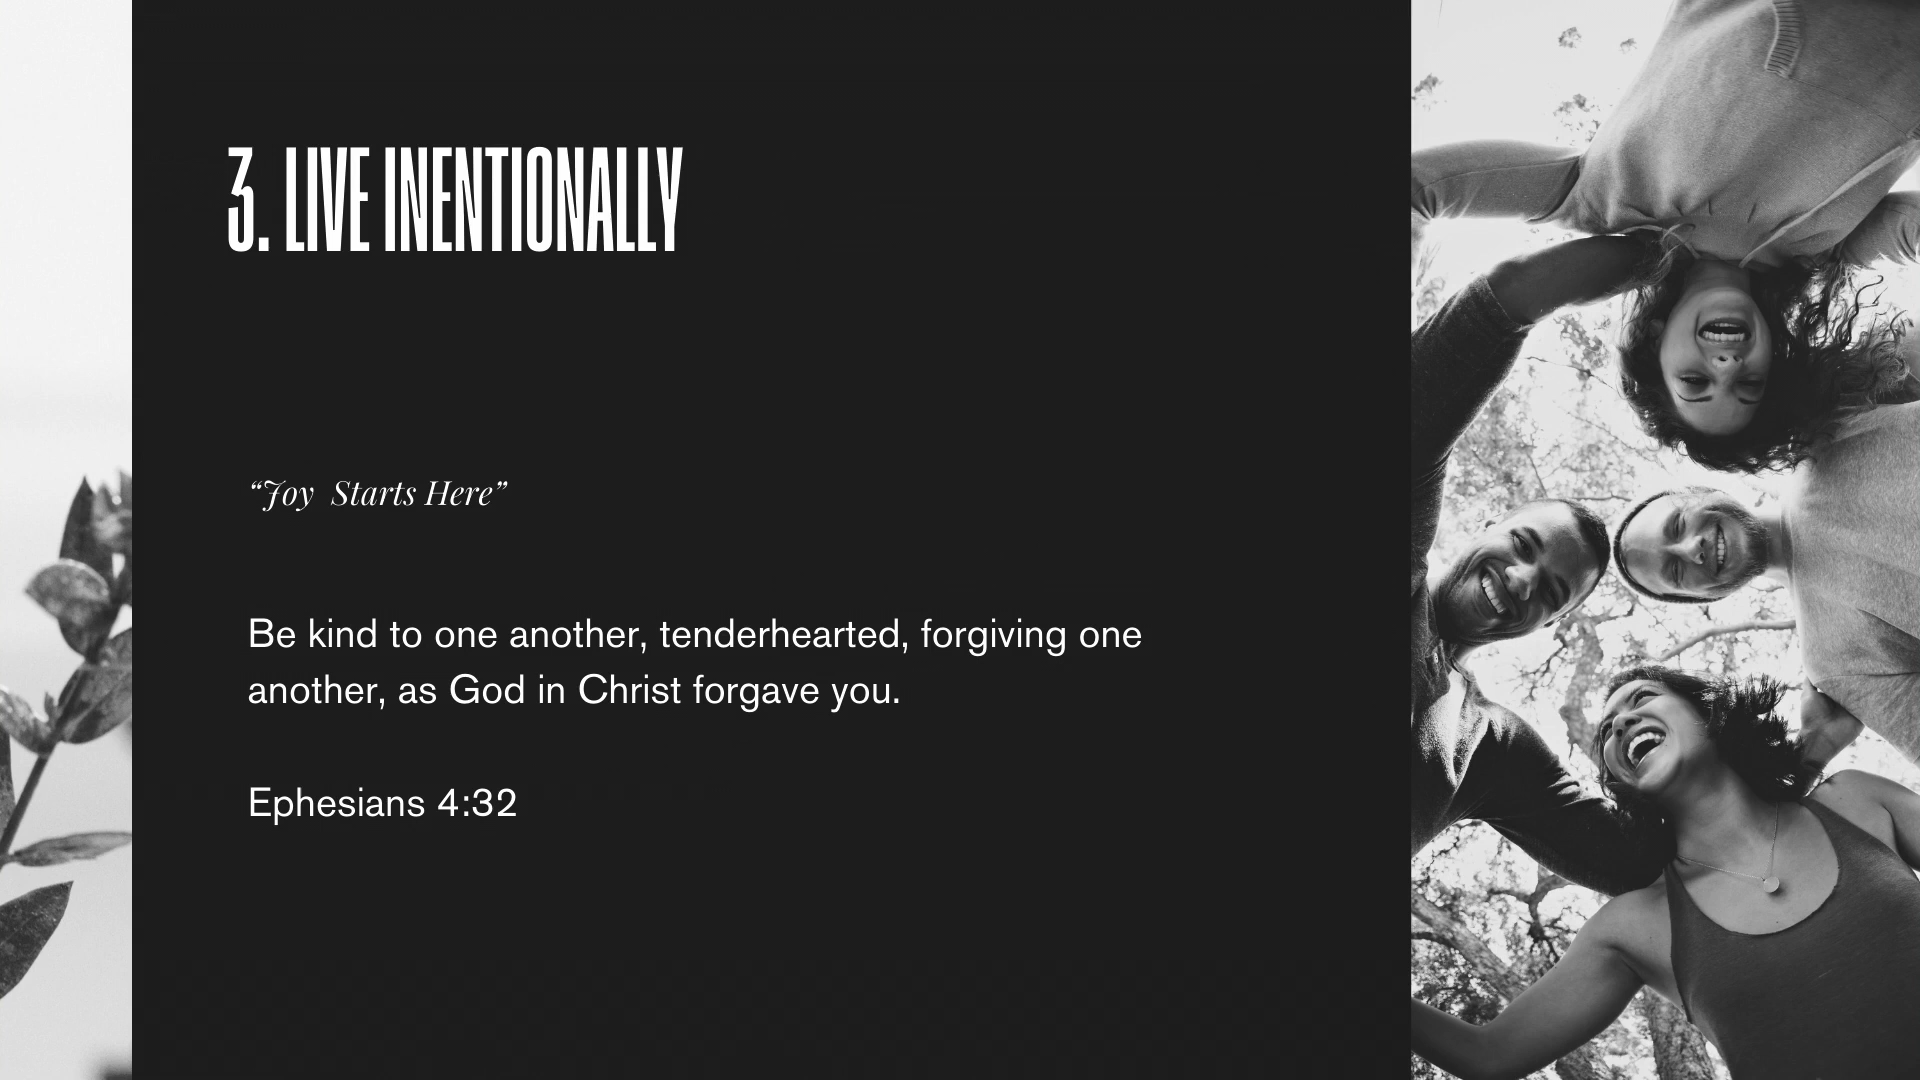 3. LIVE INENTIONALLY
“Joy Starts Here”
Be kind to one another, tenderhearted, forgiving one
another, as God in Christ forgave you.
Ephesians 4:32